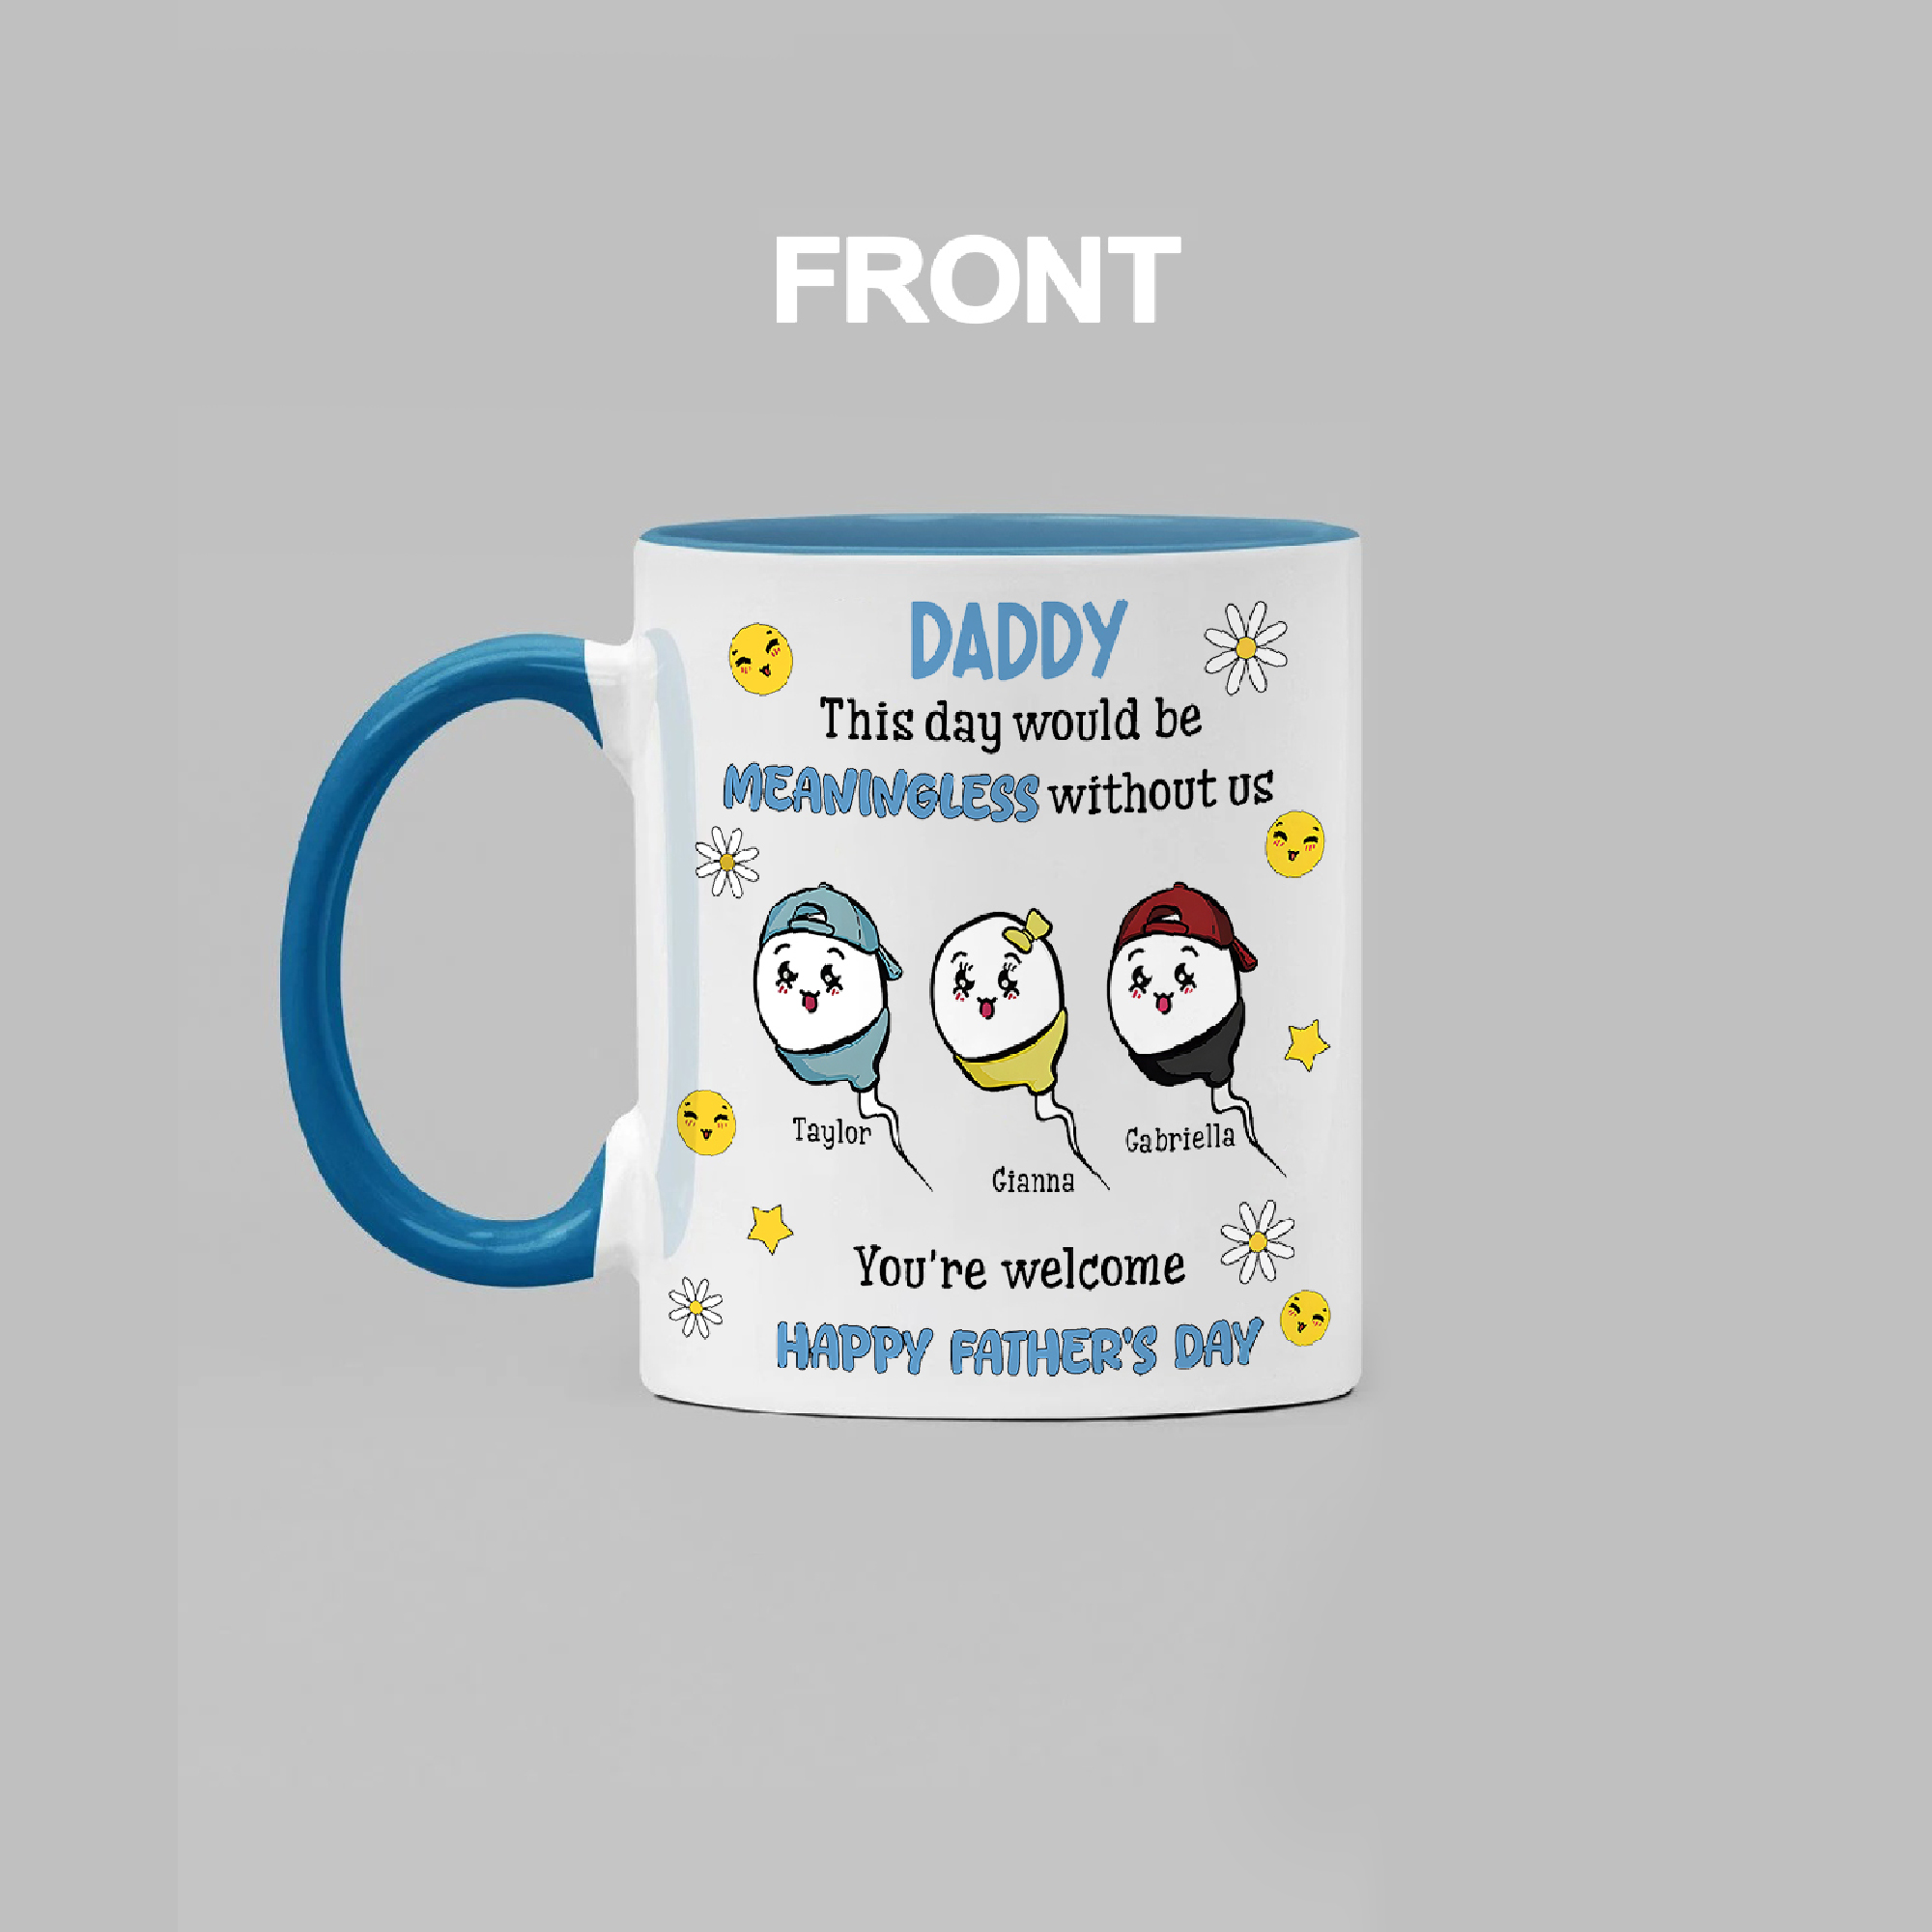 FRONT
DADDY
This day would be
MEANINGLESS without us
Taylor
Gianna
Gabriella
You're welcome
HAPPY FATHER'S DAY